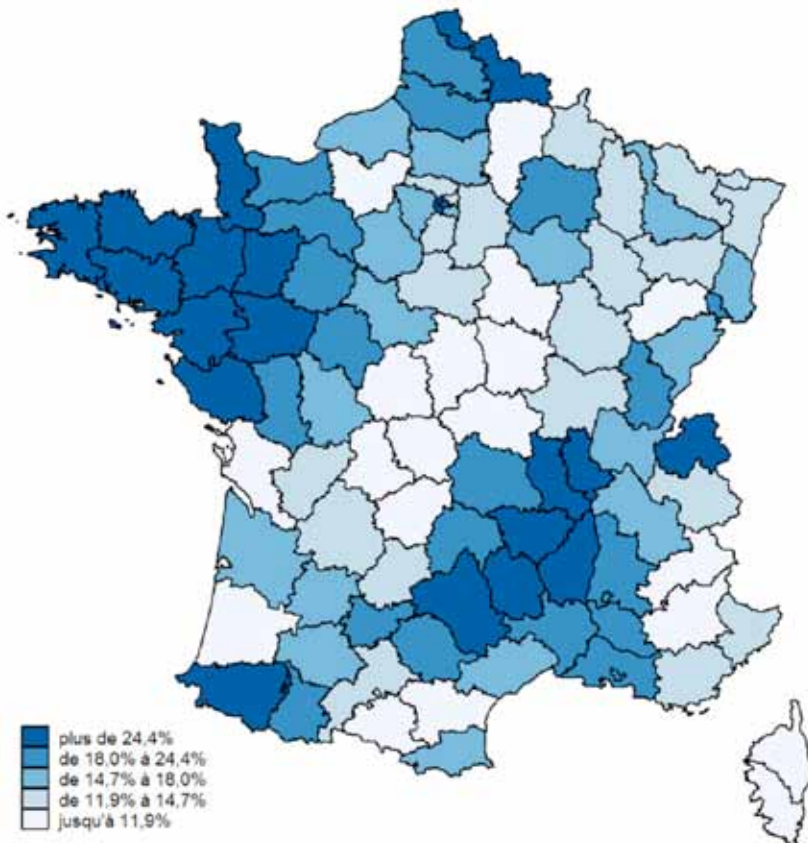 plus de 24,4%
de 18,0% à 24,4%
de 14,7% à 18,0%
de 11,9% à 14,7%
jusqu'à 11,9%